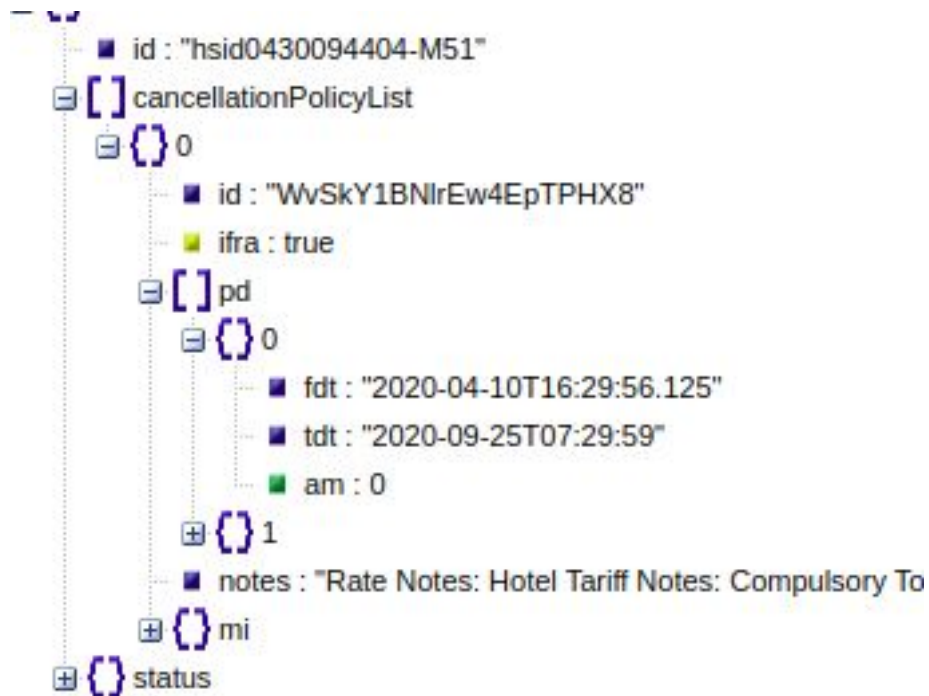 id : "hsid0430094404-M51"
[ ] cancellationPolicyList
{} 0
id : "WvSkY1BNlrEw4EpTPHX8"
ifra : true
[ ] pd
{} 0
fdt : "2020-04-10T16:29:56.125"
tdt : "2020-09-25T07:29:59"
am : 0
{} 1
notes : "Rate Notes: Hotel Tariff Notes: Compulsory To
{} mi
{} status